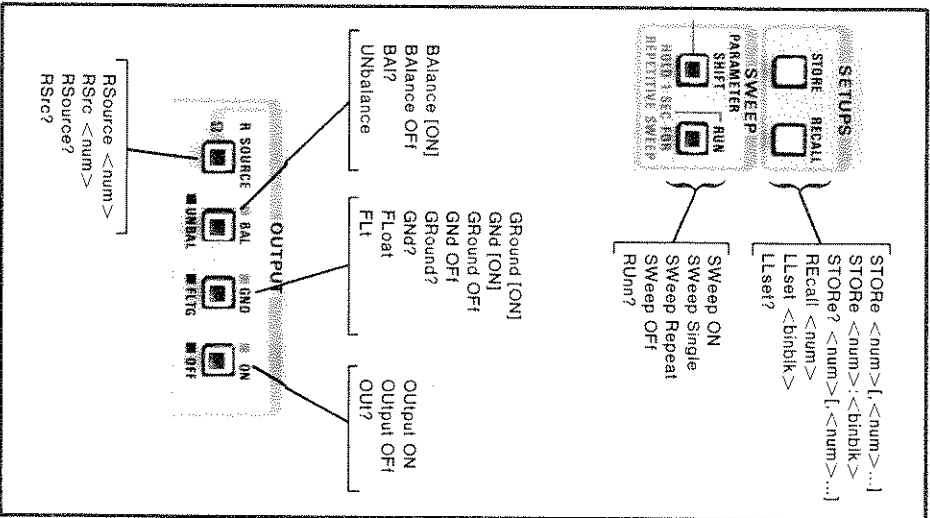 SETUPS
STORE
RECALL
STORe <num>[,<num>...]
STORe <num>:<binblk>
STORe? <num>[,<num>...]
REcall <num>
LLset <binblk>
LLset?
SWEEP
PARAMETER
SHIFT
RUN
HOLD 1 SEC FOR
REPETITIVE SWEEP
SWeep ON
SWeep Single
SWeep Repeat
SWeep OFf
RUnn?
BAlance [ON]
BAlance OFf
BAl?
UNbalance
GRound [ON]
GNd [ON]
GRound OFf
GNd OFf
GRound?
GNd?
FLoat
FLt
OUtput ON
OUtput OFf
OUt?
OUTPUT
R SOURCE
BAL
GND
ON
Ω
UNBAL
FLTG
OFF
RSource <num>
RSrc <num>
RSource?
RSrc?